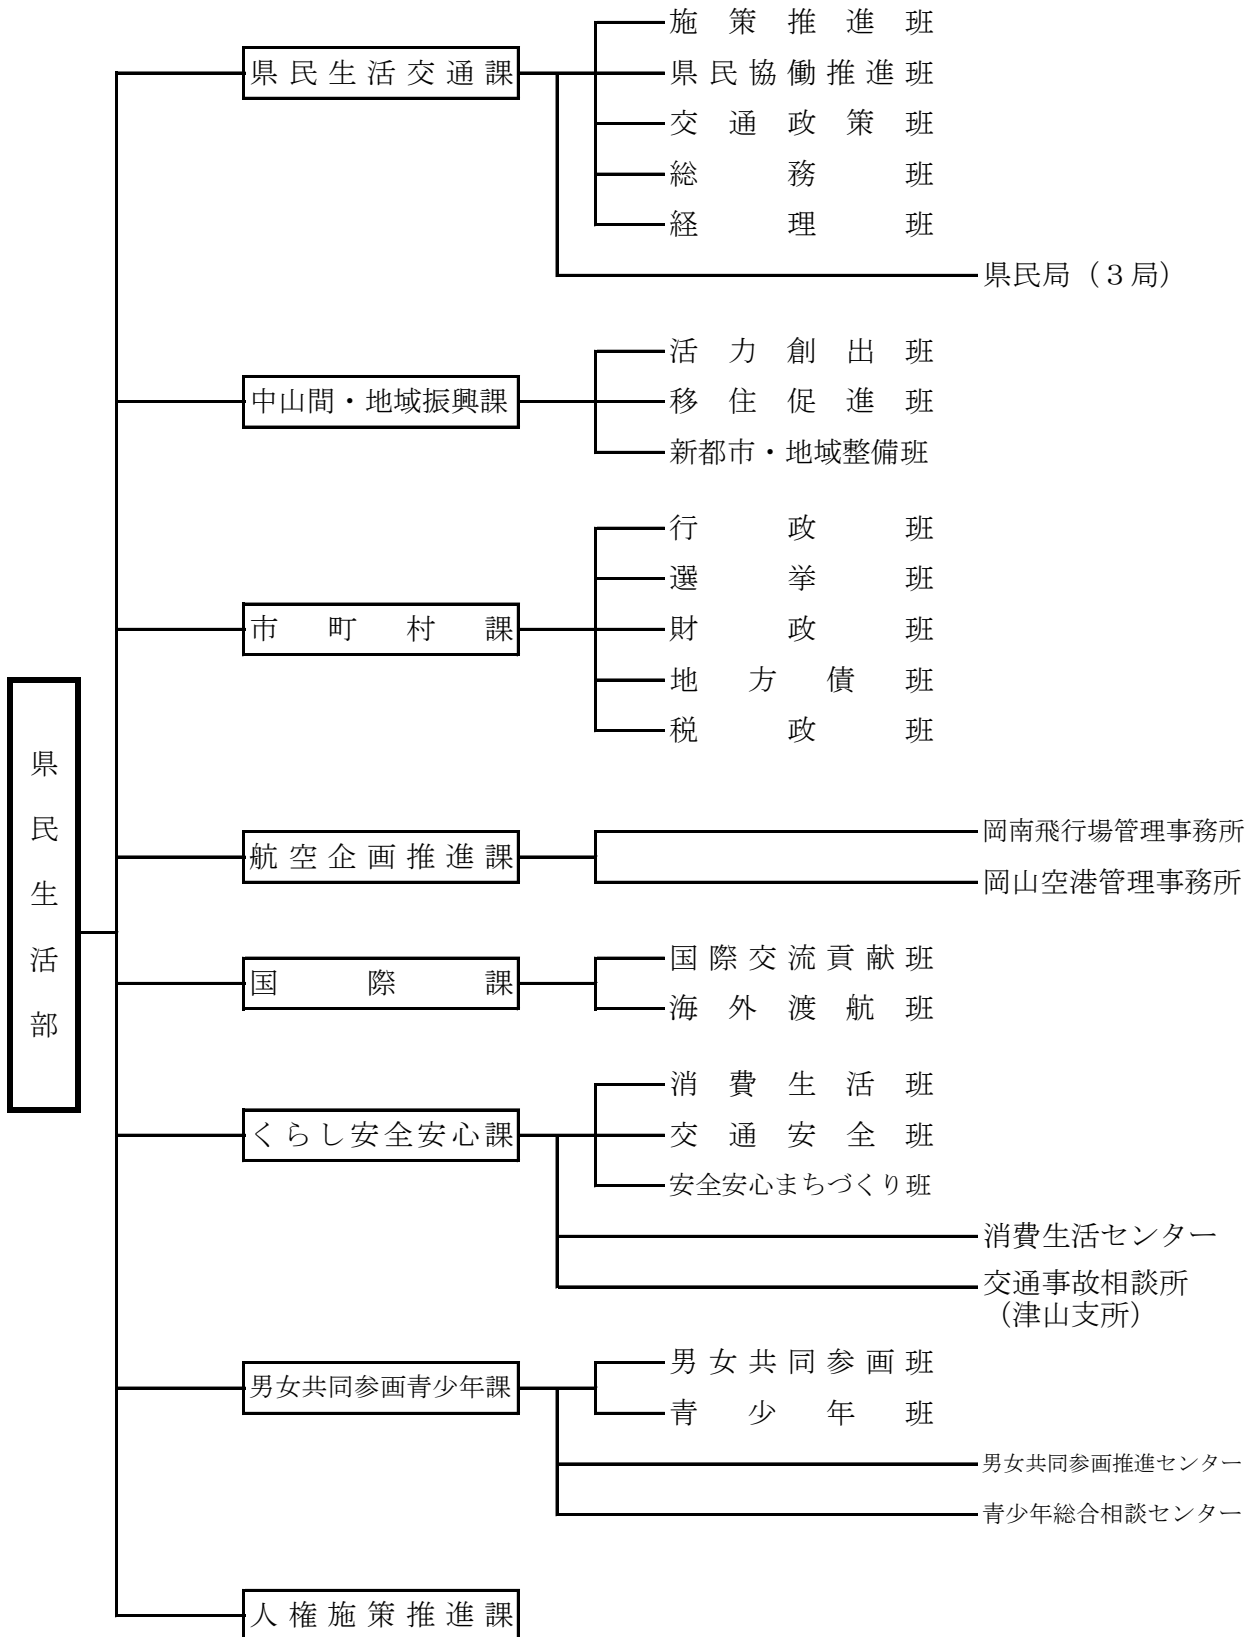 県民生活部
県民生活交通課
施策推進班
県民協働推進班
交通政策班
総務班
経理班
県民局（３局）
中山間・地域振興課
活力創出班
移住促進班
新都市・地域整備班
市町村課
行政班
選挙班
財政班
地方債班
税政班
航空企画推進課
岡南飛行場管理事務所
岡山空港管理事務所
国際課
国際交流貢献班
海外渡航班
くらし安全安心課
消費生活班
交通安全班
安全安心まちづくり班
消費生活センター
交通事故相談所
（津山支所）
男女共同参画青少年課
男女共同参画班
青少年班
男女共同参画推進センター
青少年総合相談センター
人権施策推進課